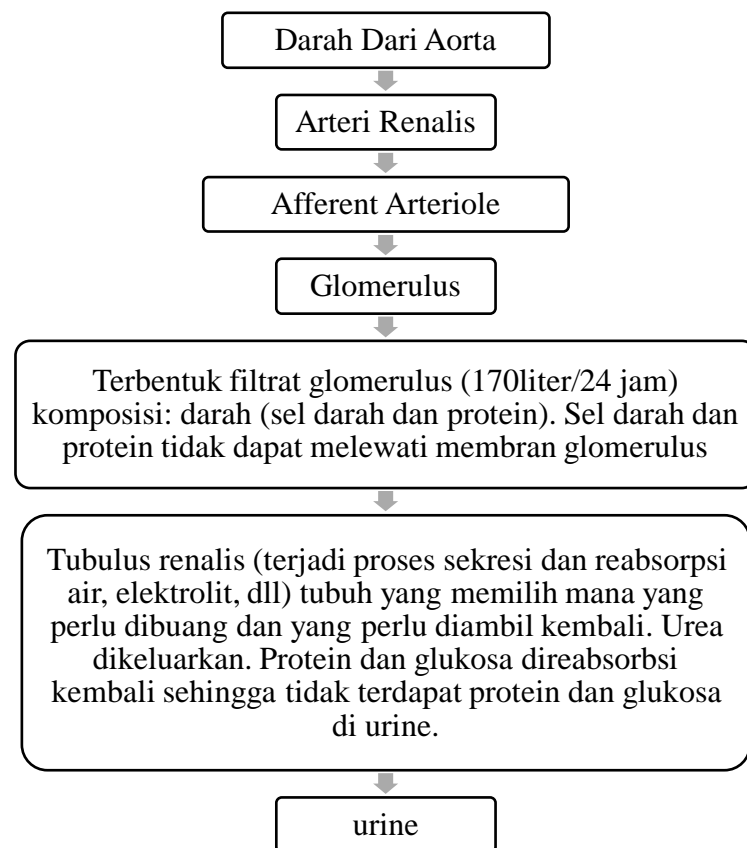 Darah Dari Aorta
Arteri Renalis
Afferent Arteriole
Glomerulus
Terbentuk filtrat glomerulus (170liter/24 jam)
komposisi: darah (sel darah dan protein). Sel darah dan
protein tidak dapat melewati membran glomerulus
Tubulus renalis (terjadi proses sekresi dan reabsorpsi
air, elektrolit, dll) tubuh yang memilih mana yang
perlu dibuang dan yang perlu diambil kembali. Urea
dikeluarkan. Protein dan glukosa direabsorbsi
kembali sehingga tidak terdapat protein dan glukosa
di urine.
urine